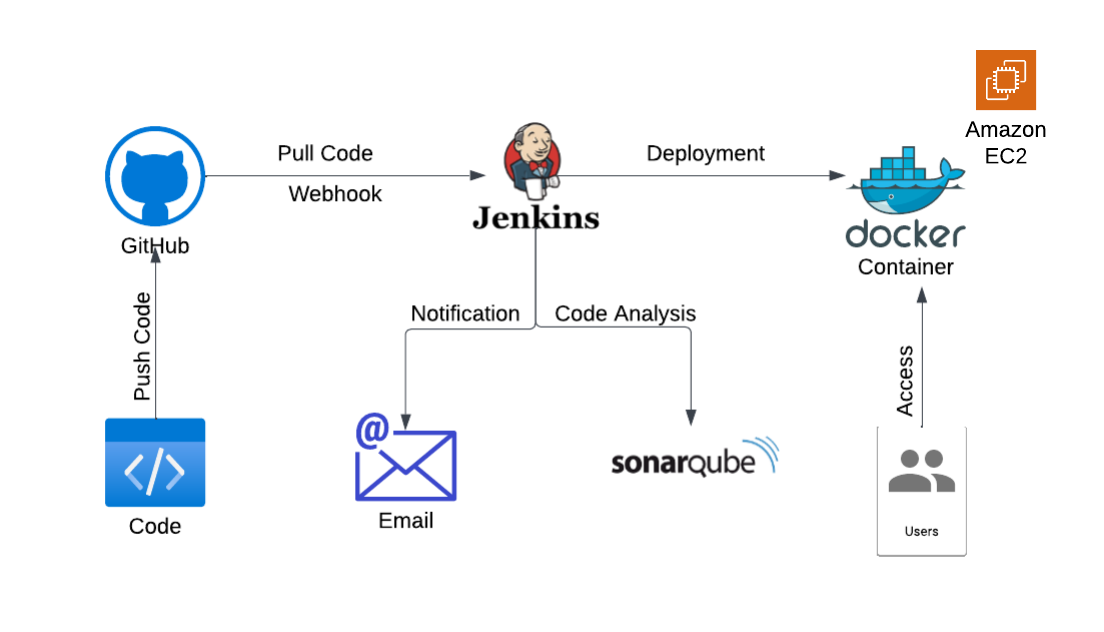 Amazon
EC2
Pull Code
Webhook
Deployment
GitHub
Jenkins
docker
Container
Push Code
Notification
Code Analysis
Access
@
sonarqube
Code
Email
Users